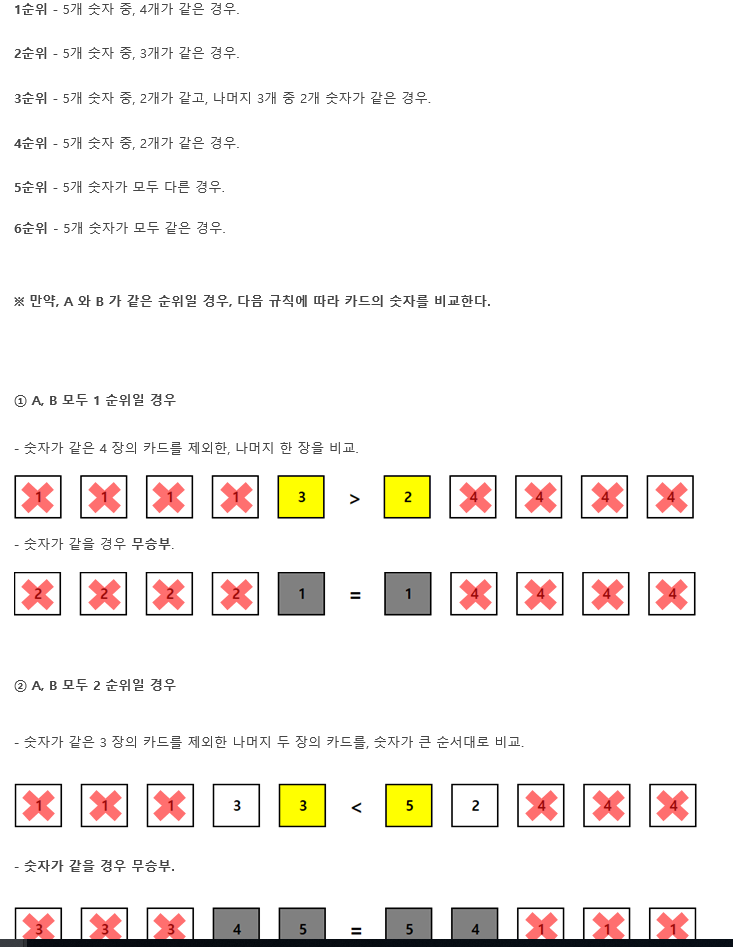 1순위 - 5개 숫자 중, 4개가 같은 경우.
2순위 - 5개 숫자 중, 3개가 같은 경우.
3순위 - 5개 숫자 중, 2개가 같고, 나머지 3개 중 2개 숫자가 같은 경우.
4순위 - 5개 숫자 중, 2개가 같은 경우.
5순위 - 5개 숫자가 모두 다른 경우.
6순위 - 5개 숫자가 모두 같은 경우.
※ 만약, A 와 B 가 같은 순위일 경우, 다음 규칙에 따라 카드의 숫자를 비교한다.
① A, B 모두 1 순위일 경우
- 숫자가 같은 4 장의 카드를 제외한, 나머지 한 장을 비교.
1 1 1 1 3 > 2 4 4 4 4
- 숫자가 같을 경우 무승부.
2 2 2 2 1 = 1 4 4 4 4
② A, B 모두 2 순위일 경우
- 숫자가 같은 3 장의 카드를 제외한 나머지 두 장의 카드를, 숫자가 큰 순서대로 비교.
1 1 1 3 3 < 5 2 4 4 4
- 숫자가 같을 경우 무승부.
3 3 3 4 5 = 5 4 1 1 1